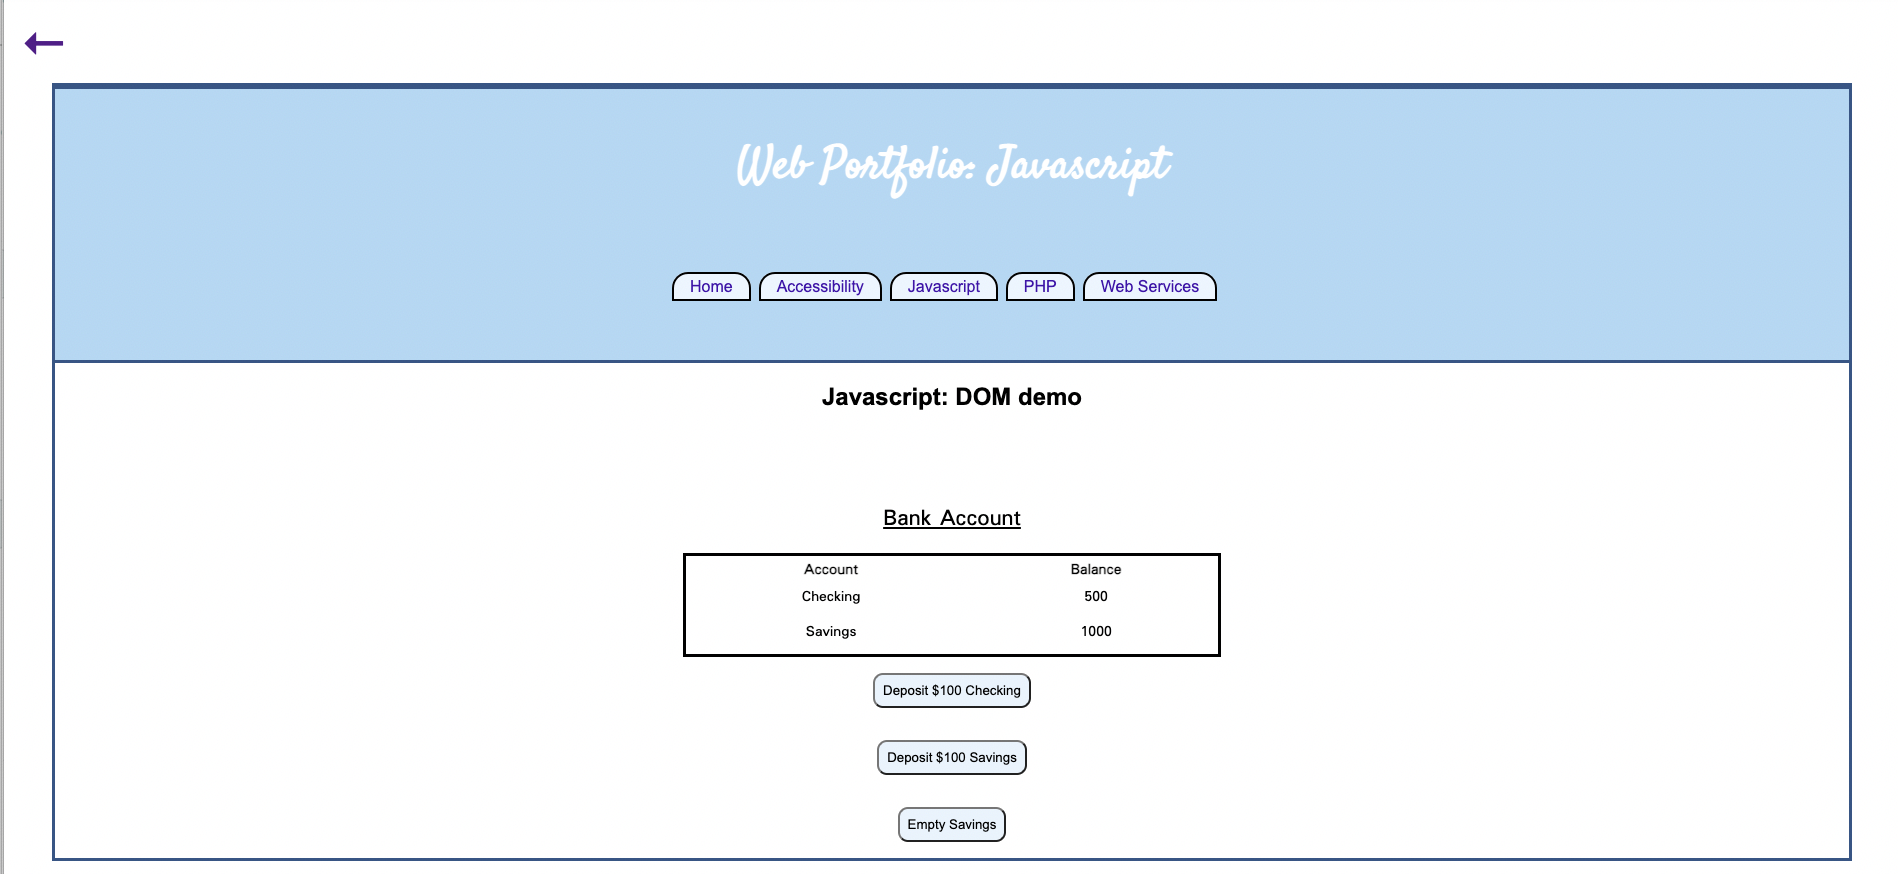 Web Portfolio: Javascript
Home Accessibility Javascript PHP Web Services
Javascript: DOM demo
Bank Account
Account Balance
Checking 500
Savings 1000
Deposit $100 Checking
Deposit $100 Savings
Empty Savings